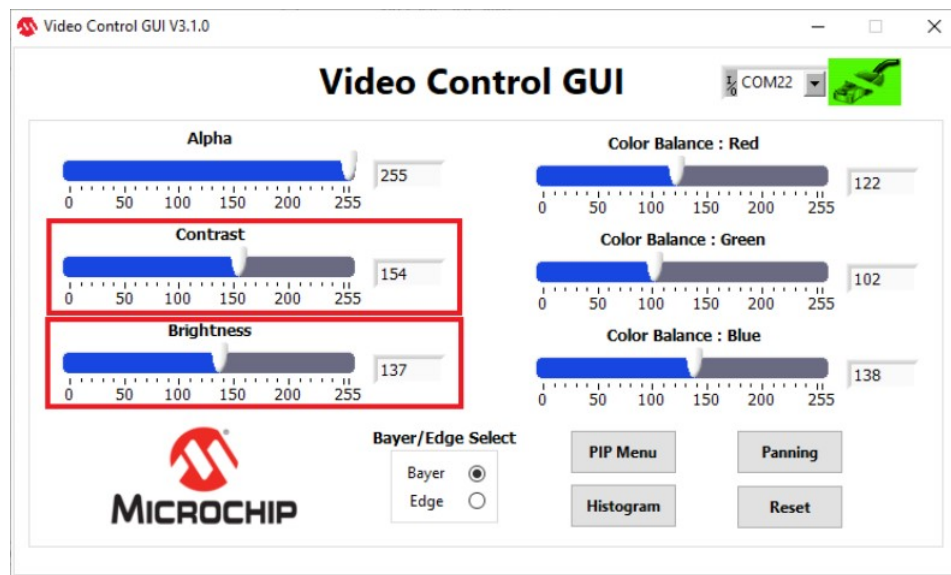 Video Control GUI V3.1.0
Video Control GUI
I/O COM22
Alpha
255
0 50 100 150 200 255
Contrast
154
0 50 100 150 200 255
Brightness
137
0 50 100 150 200 255
Color Balance : Red
122
0 50 100 150 200 255
Color Balance : Green
102
0 50 100 150 200 255
Color Balance : Blue
138
0 50 100 150 200 255
MICROCHIP
Bayer/Edge Select
Bayer
Edge
PIP Menu
Panning
Histogram
Reset